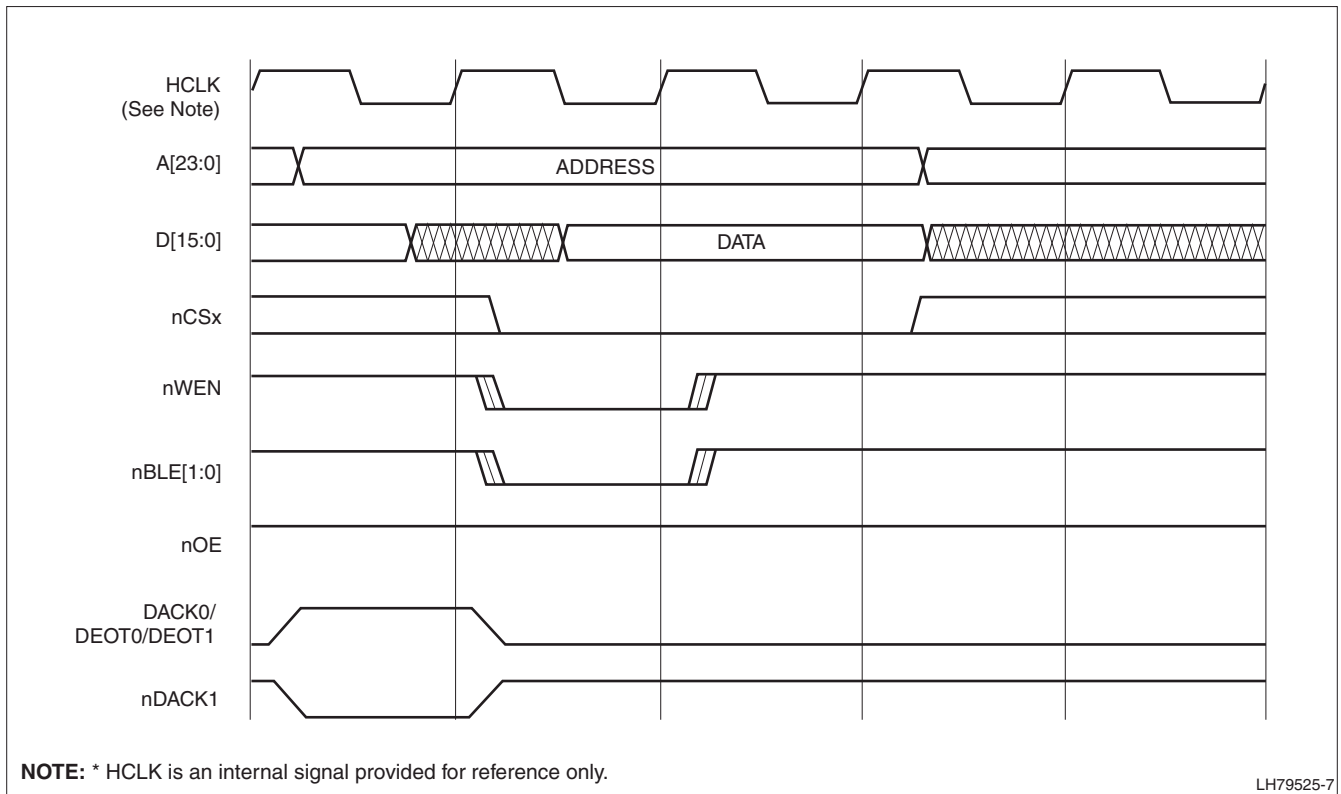 HCLK
(See Note)
A[23:0]
ADDRESS
D[15:0]
DATA
nCSx
nWEN
nBLE[1:0]
nOE
DACK0/
DEOT0/DEOT1
nDACK1
NOTE: * HCLK is an internal signal provided for reference only.
LH79525-7